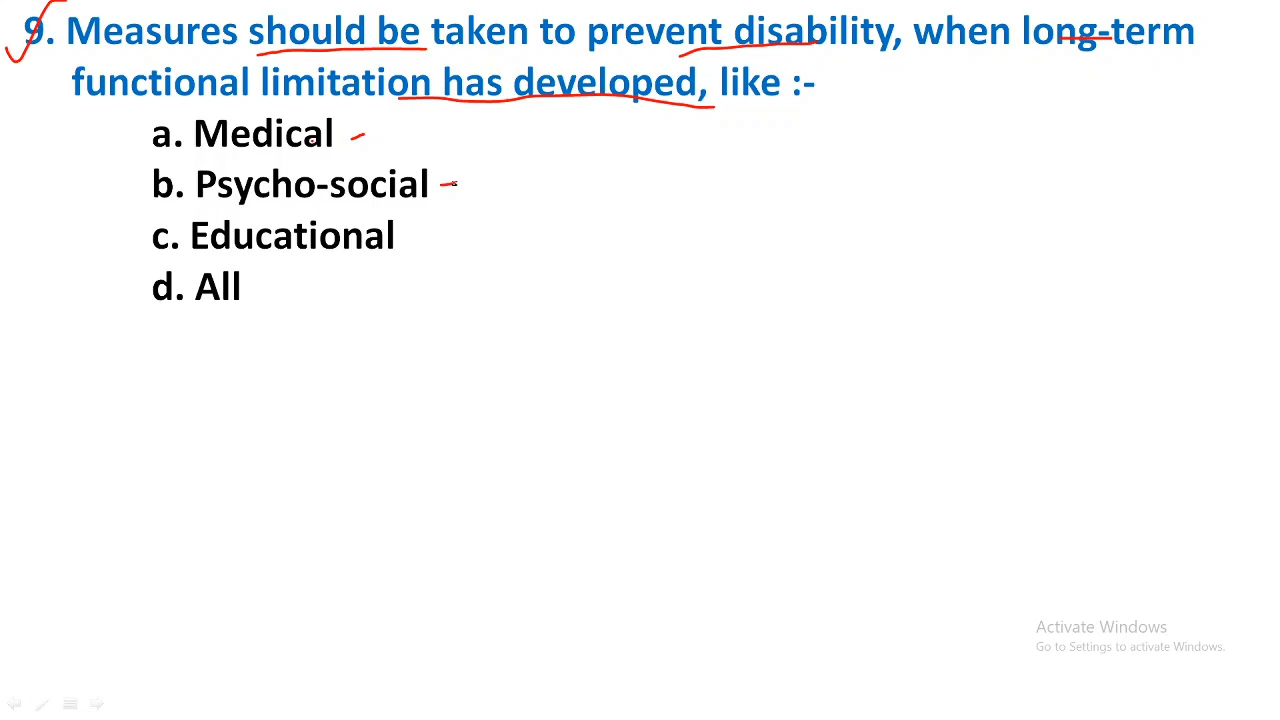 9. Measures should be taken to prevent disability, when long-term
functional limitation has developed, like :-
a. Medical
b. Psycho-social
c. Educational
d. All
Activate Windows
Go to Settings to activate Windows.